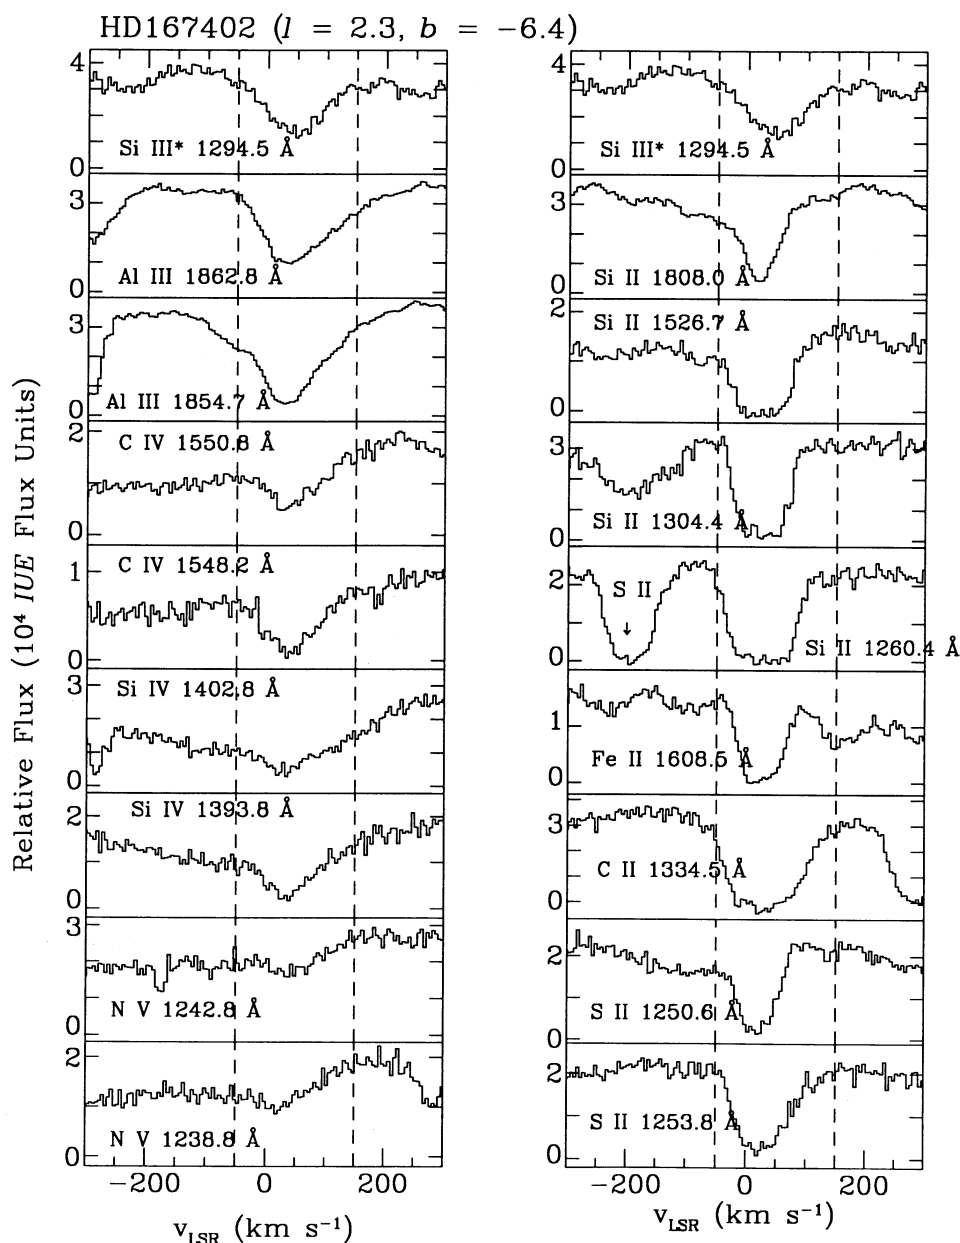 HD167402 (l = 2.3, b = −6.4)
Relative Flux (10⁴ IUE Flux Units)
4
2
0
Si III* 1294.5 Å
3
0
Al III 1862.8 Å
3
0
Al III 1854.7 Å
2
0
C IV 1550.8 Å
1
0
C IV 1548.2 Å
3
0
Si IV 1402.8 Å
2
0
Si IV 1393.8 Å
3
0
N V 1242.8 Å
2
0
N V 1238.8 Å
−200 0 200
v_LSR (km s⁻¹)
4
2
0
Si III* 1294.5 Å
3
0
Si II 1808.0 Å
2
0
Si II 1526.7 Å
3
0
Si II 1304.4 Å
2
0
S II
Si II 1260.4 Å
1
0
Fe II 1608.5 Å
3
0
C II 1334.5 Å
2
0
S II 1250.6 Å
2
0
S II 1253.8 Å
−200 0 200
v_LSR (km s⁻¹)